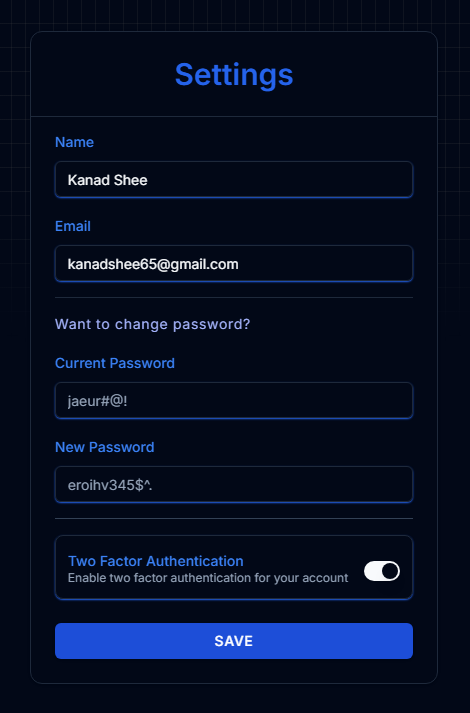 Settings
Name
Kanad Shee
Email
kanadshee65@gmail.com
Want to change password?
Current Password
jaeur#@!
New Password
eroihv345$^.
Two Factor Authentication
Enable two factor authentication for your account
SAVE